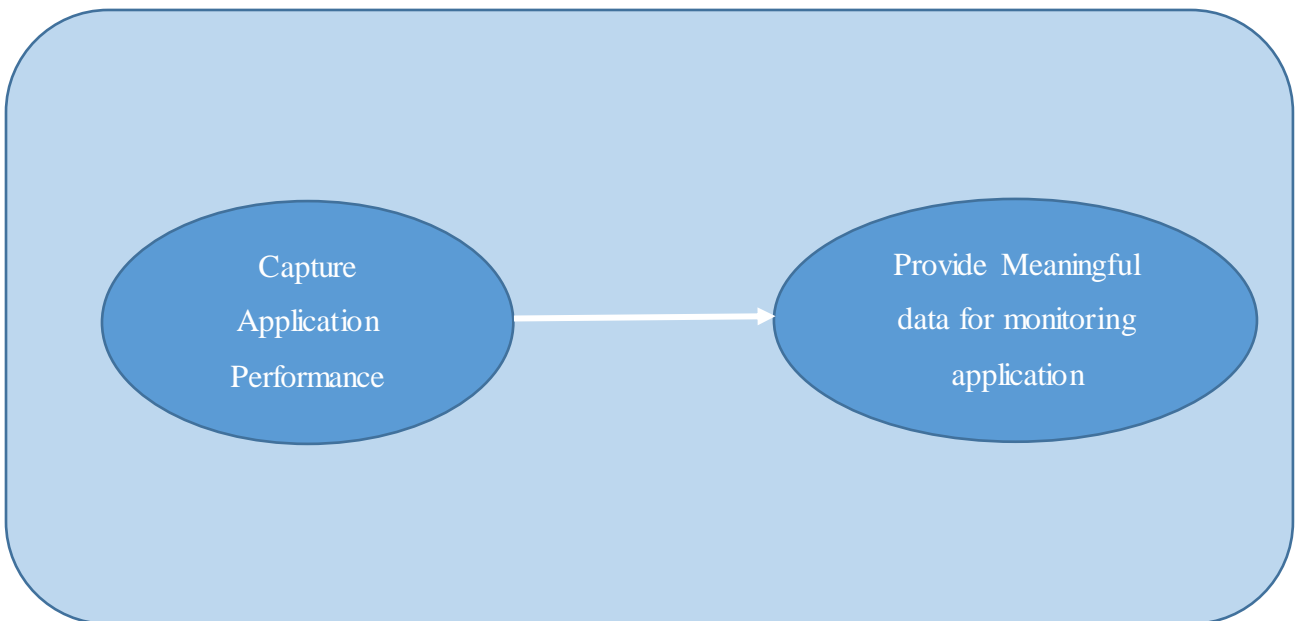 Capture
Application
Performance
Provide Meaningful
data for monitoring
application